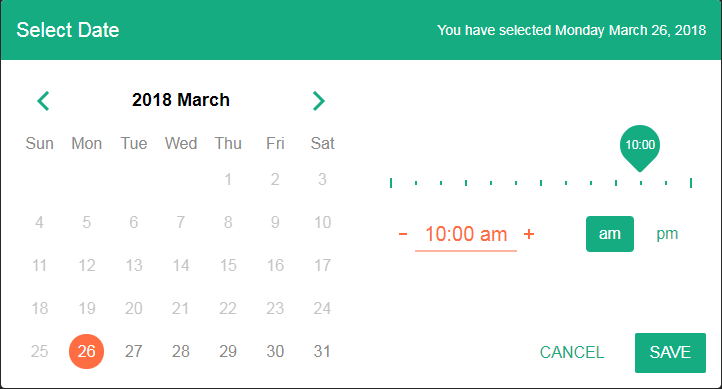 Select Date
You have selected Monday March 26, 2018
2018 March
Sun Mon Tue Wed Thu Fri Sat
1 2 3
4 5 6 7 8 9 10
11 12 13 14 15 16 17
18 19 20 21 22 23 24
25 26 27 28 29 30 31
10:00
- 10:00 am +
am pm
CANCEL SAVE